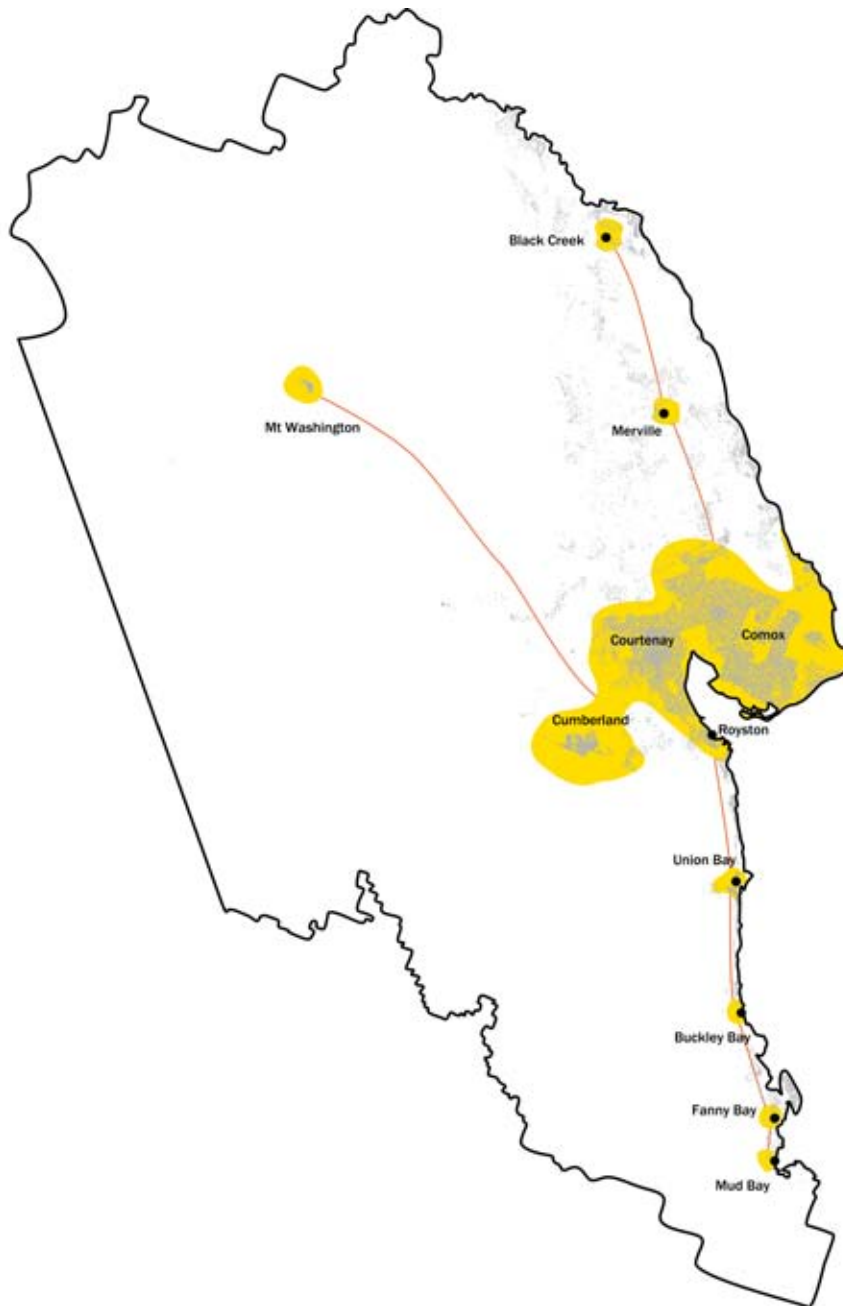 Black Creek
Mt Washington
Merville
Courtenay
Comox
Cumberland
Royston
Union Bay
Buckley Bay
Fanny Bay
Mud Bay